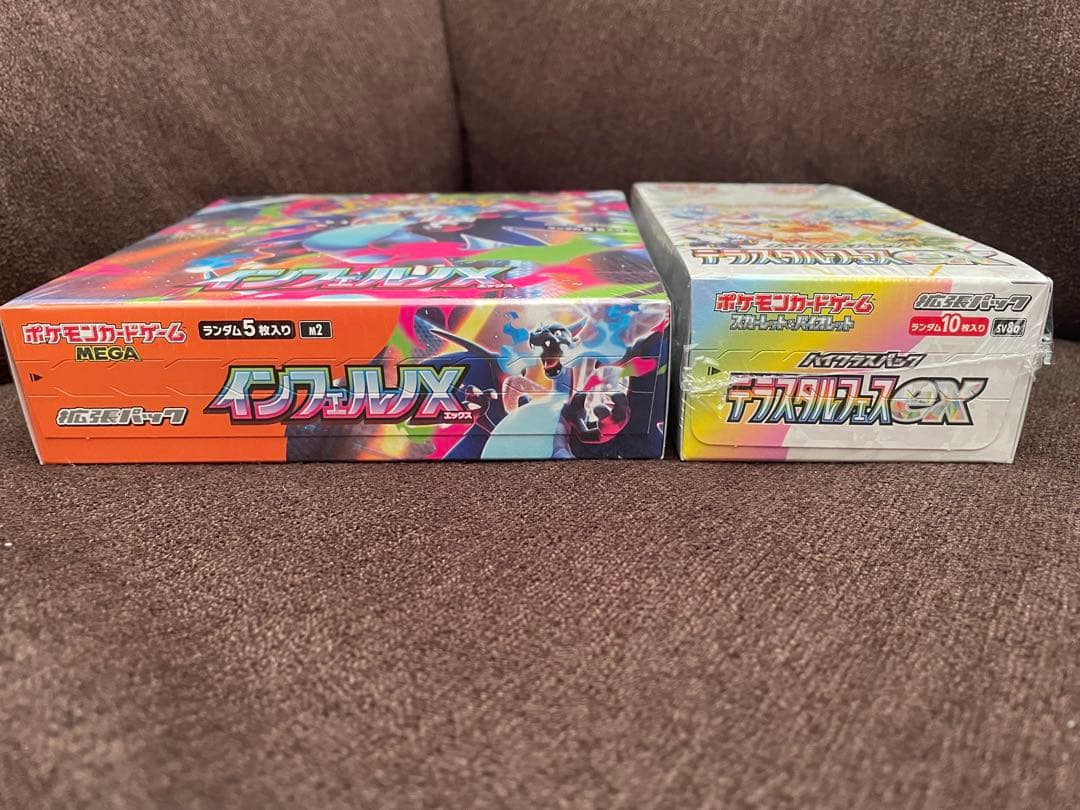 インフェルノX
エックス
ポケモンカードゲーム
MEGA
ランダム5枚入り
m2
インフェルノX
エックス
拡張パック
テラスタルフェスex
ポケモンカードゲーム
スカーレット&バイオレット
拡張パック
ランダム10枚入り
sv8a
ハイクラスパック
テラスタルフェスex